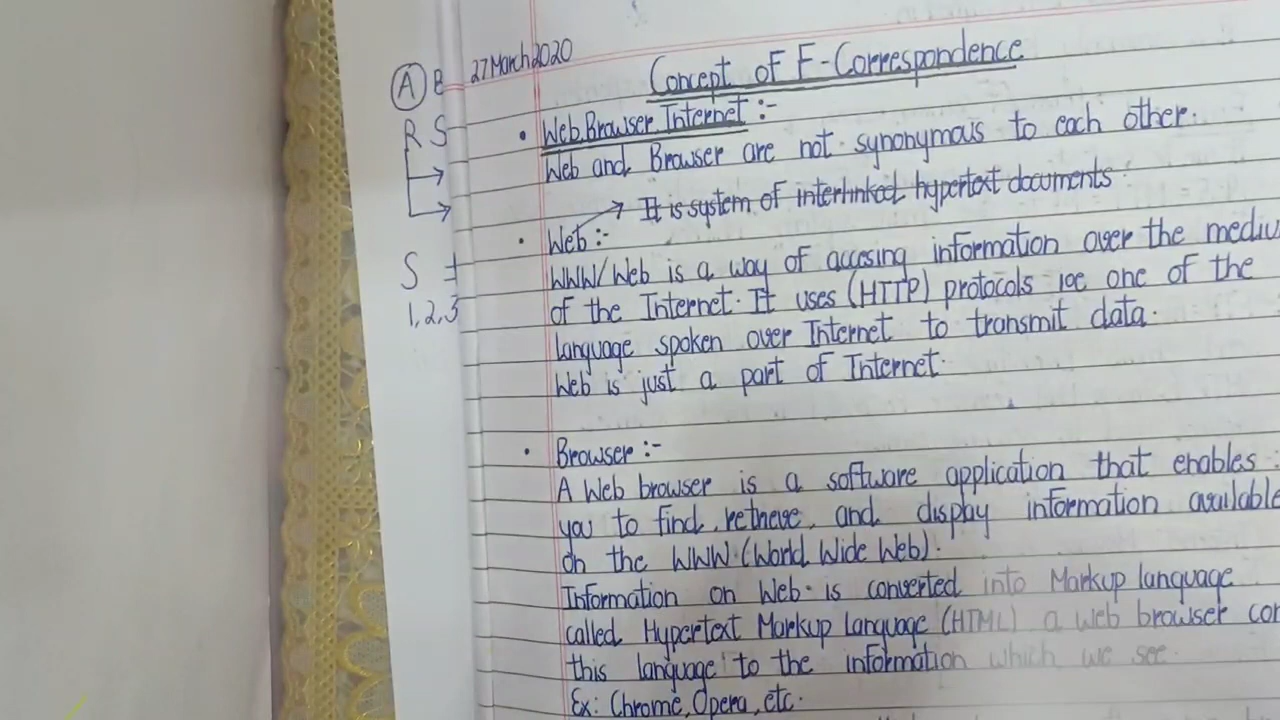 27 March 2020
Concept of E-Correspondence
A B
R S
S
1,2,3
• Web, Browser, Internet :-
Web and Browser are not synonymous to each other.
It is system of interlinked hypertext documents
• Web :-
WWW/Web is a way of accesing information over the mediu
of the Internet. It uses (HTTP) protocols one of the
language spoken over Internet to transmit data.
Web is just a part of Internet.
• Browser :-
A Web browser is a software application that enables
you to find, retrieve, and display information available
on the WWW (World Wide Web).
Information on Web is converted into Markup language
called Hypertext Markup Language (HTML) a web browser con
this language to the information which we see.
Ex: Chrome, Opera, etc.